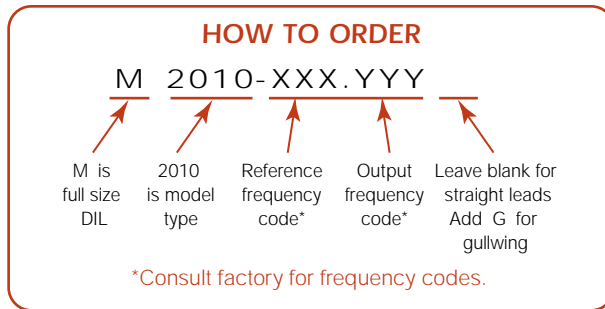 HOW TO ORDER
M 2010-XXX.YYY
M is
full size
DIL
2010
is model
type
Reference
frequency
code*
Output
frequency
code*
Leave blank for
straight leads
Add G for
gullwing
*Consult factory for frequency codes.